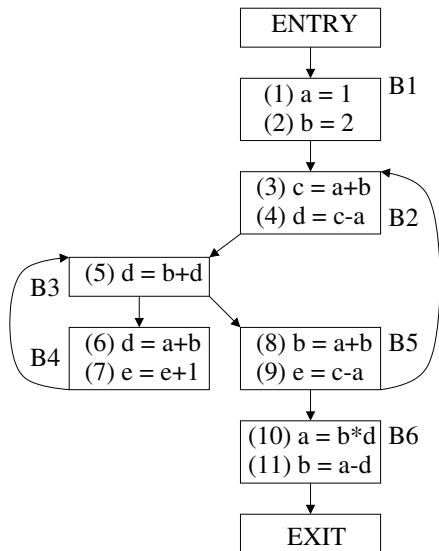 ENTRY
(1) a = 1
(2) b = 2
B1
(3) c = a+b
(4) d = c-a
B2
(5) d = b+d
B3
(6) d = a+b
(7) e = e+1
B4
(8) b = a+b
(9) e = c-a
B5
(10) a = b*d
(11) b = a-d
B6
EXIT